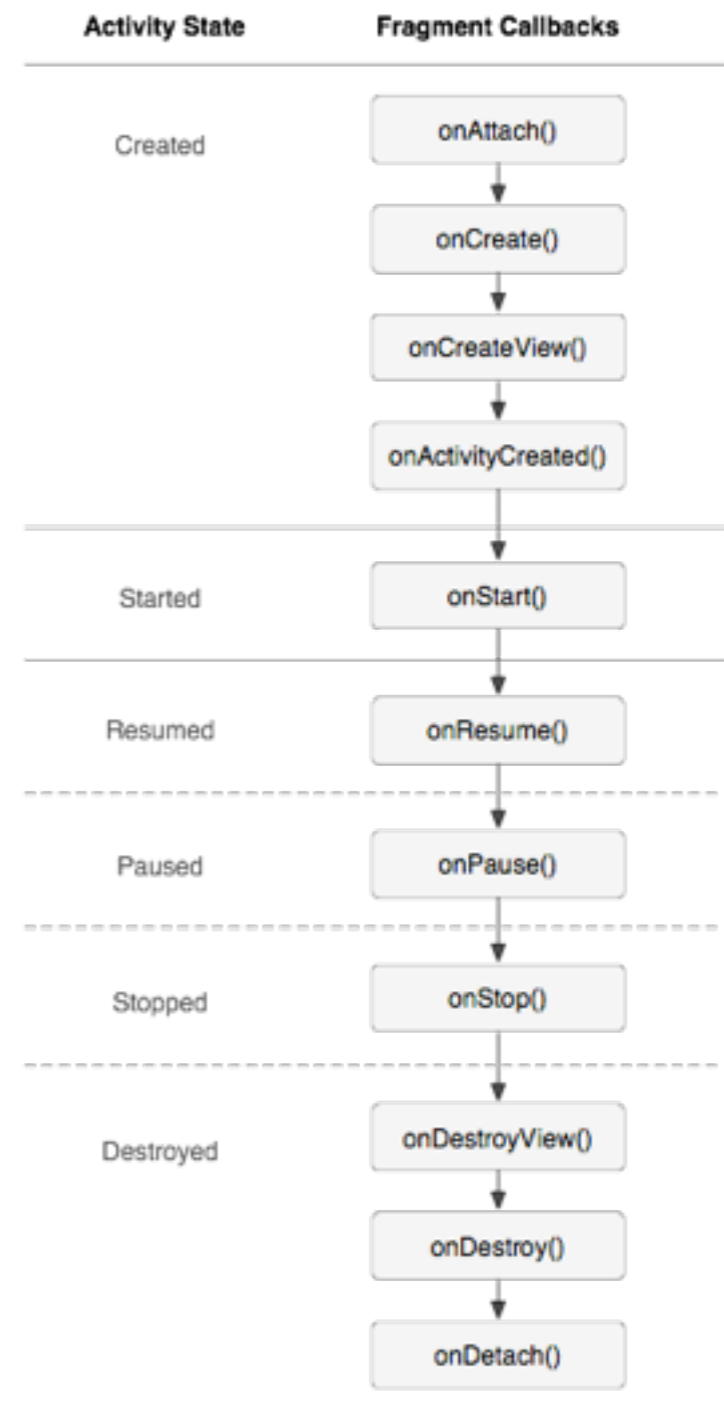 Activity State Fragment Callbacks
Created
onAttach()
onCreate()
onCreateView()
onActivityCreated()
Started onStart()
Resumed onResume()
Paused onPause()
Stopped onStop()
Destroyed
onDestroyView()
onDestroy()
onDetach()